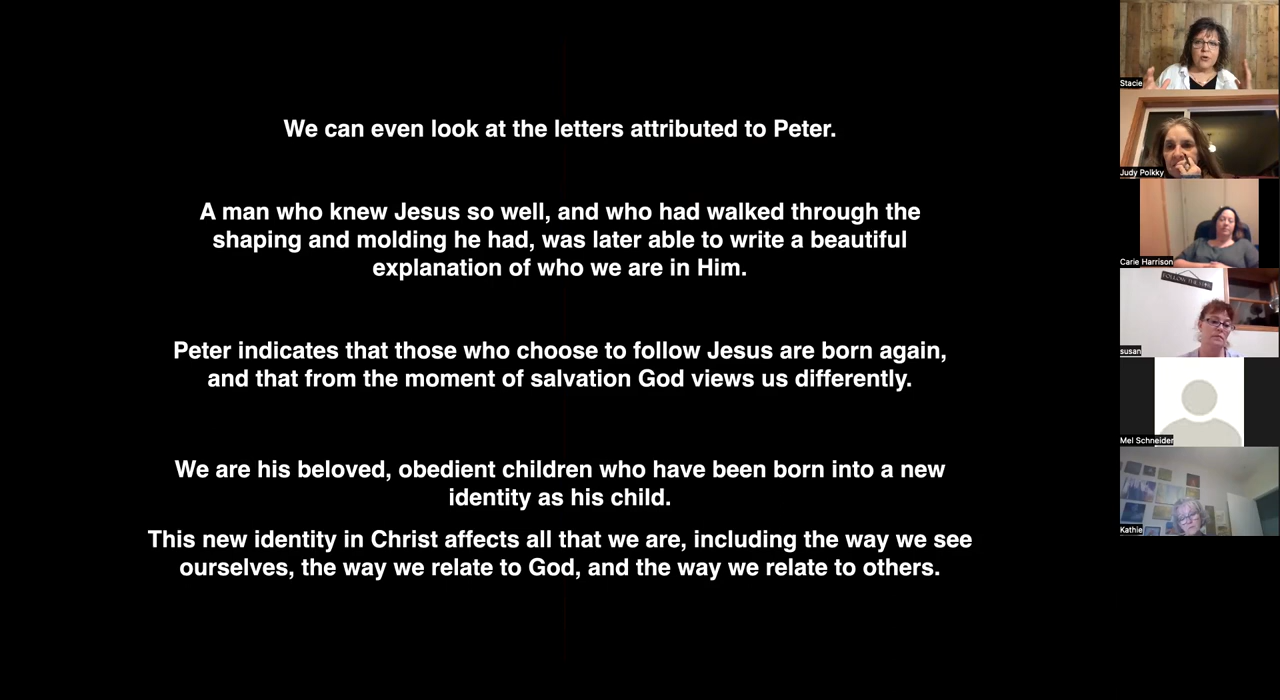 We can even look at the letters attributed to Peter.
A man who knew Jesus so well, and who had walked through the
shaping and molding he had, was later able to write a beautiful
explanation of who we are in Him.
Peter indicates that those who choose to follow Jesus are born again,
and that from the moment of salvation God views us differently.
We are his beloved, obedient children who have been born into a new
identity as his child.
This new identity in Christ affects all that we are, including the way we see
ourselves, the way we relate to God, and the way we relate to others.
Stacie
Judy Polkky
Carie Harrison
FOLLOW THE
susan
Mel Schneider
Kathie